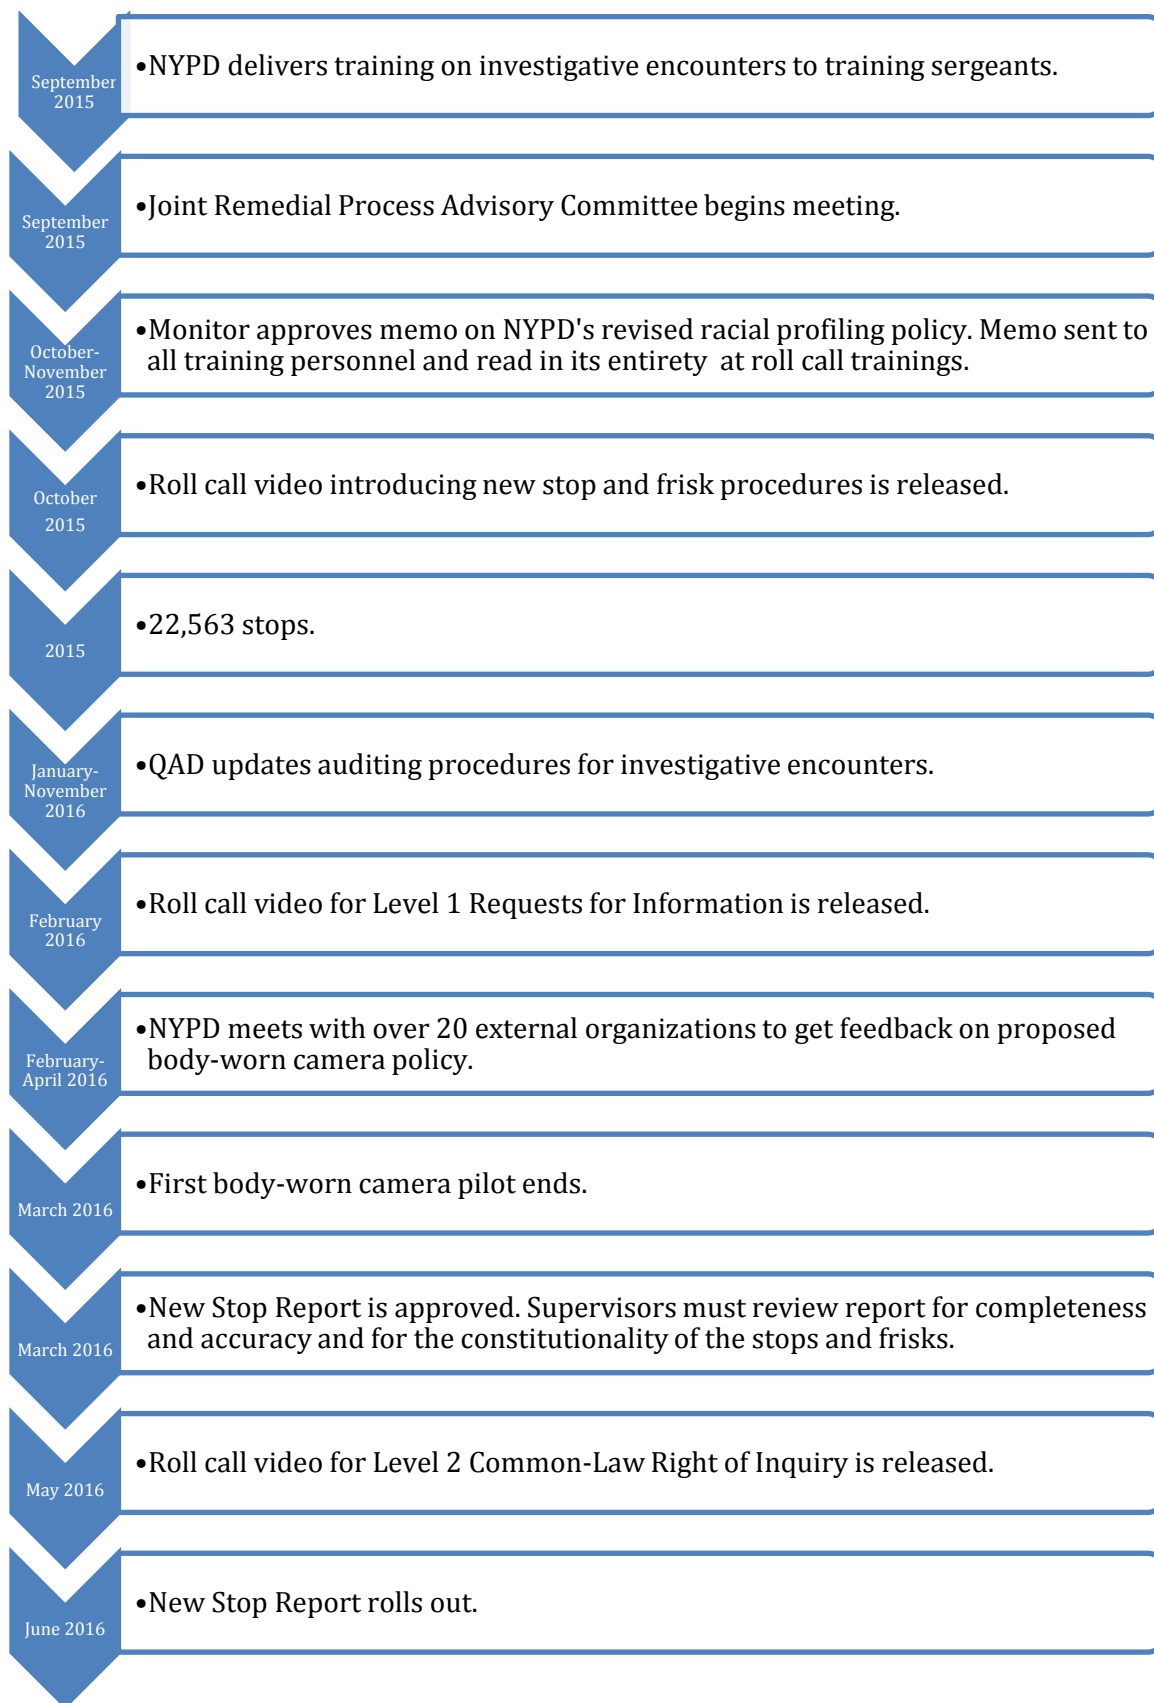 September
2015
•NYPD delivers training on investigative encounters to training sergeants.
September
2015
•Joint Remedial Process Advisory Committee begins meeting.
October-
November
2015
•Monitor approves memo on NYPD's revised racial profiling policy. Memo sent to
all training personnel and read in its entirety  at roll call trainings.
October
2015
•Roll call video introducing new stop and frisk procedures is released.
2015
•22,563 stops.
January-
November
2016
•QAD updates auditing procedures for investigative encounters.
February
2016
•Roll call video for Level 1 Requests for Information is released.
February-
April 2016
•NYPD meets with over 20 external organizations to get feedback on proposed
body-worn camera policy.
March 2016
•First body-worn camera pilot ends.
March 2016
•New Stop Report is approved. Supervisors must review report for completeness
and accuracy and for the constitutionality of the stops and frisks.
May 2016
•Roll call video for Level 2 Common-Law Right of Inquiry is released.
June 2016
•New Stop Report rolls out.